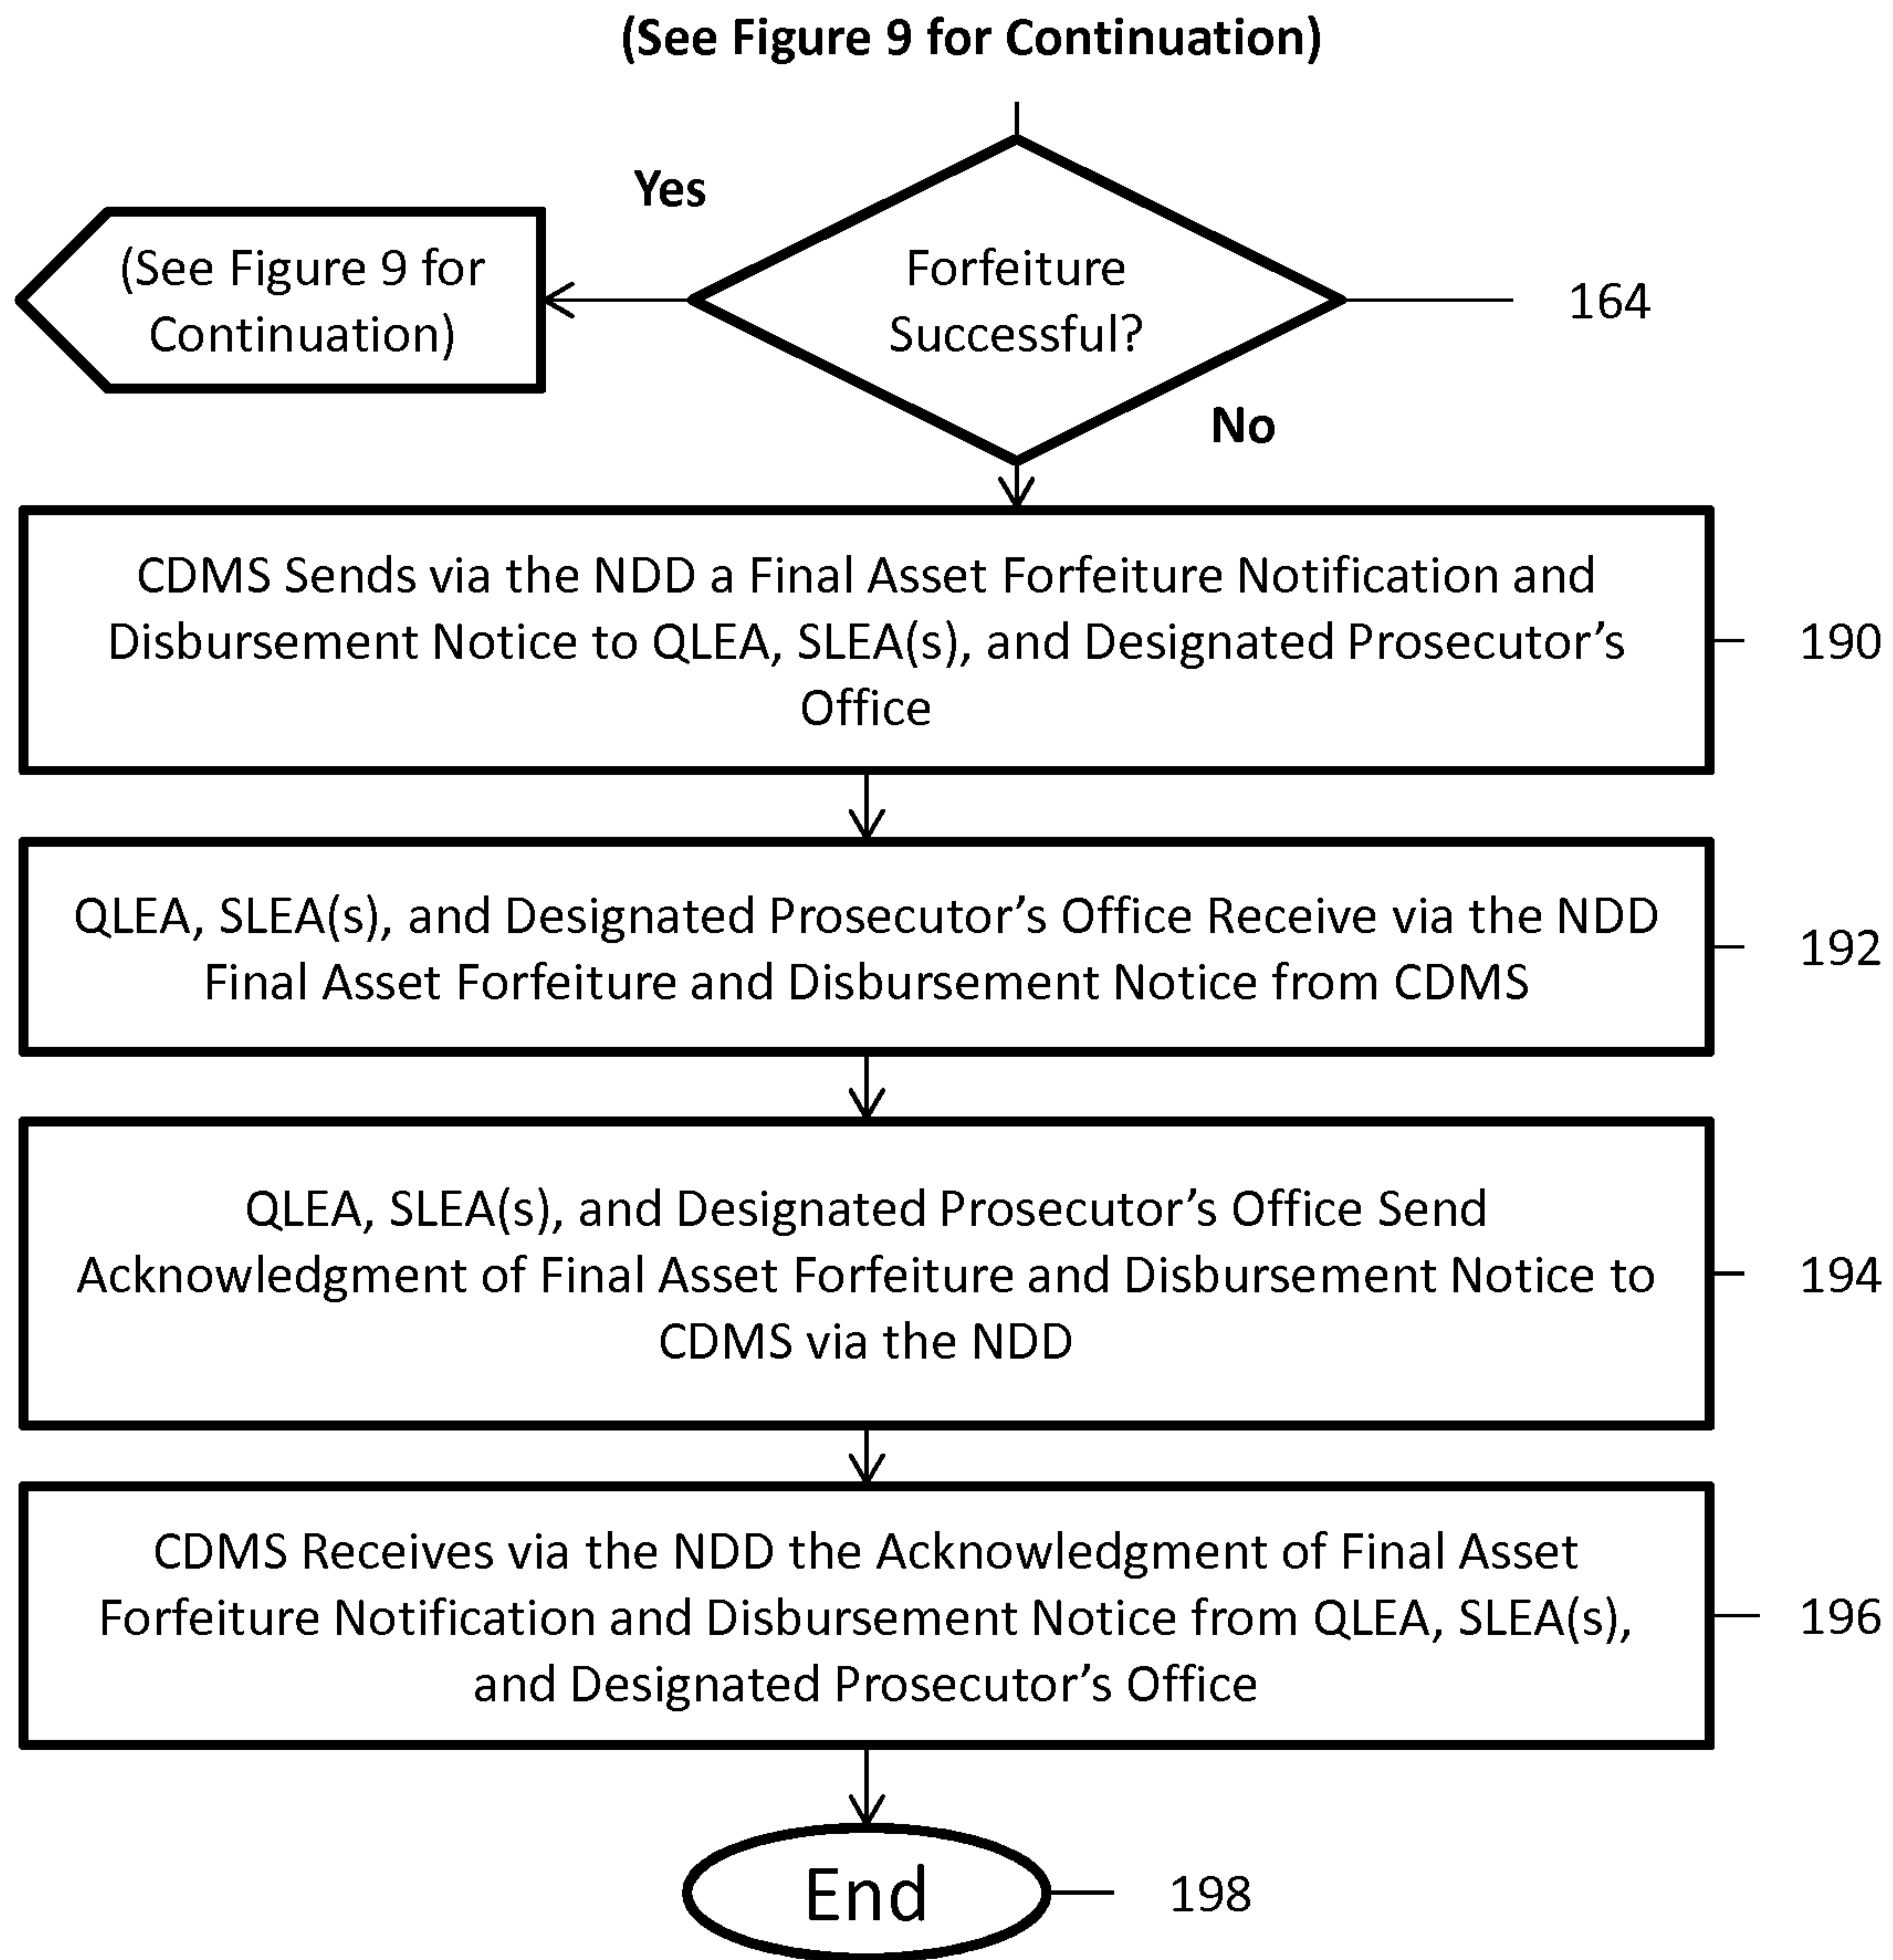 (See Figure 9 for Continuation)
Yes
(See Figure 9 for
Continuation)
Forfeiture
Successful?
164
No
CDMS Sends via the NDD a Final Asset Forfeiture Notification and
Disbursement Notice to QLEA, SLEA(s), and Designated Prosecutor’s
Office
190
QLEA, SLEA(s), and Designated Prosecutor’s Office Receive via the NDD
Final Asset Forfeiture and Disbursement Notice from CDMS
192
QLEA, SLEA(s), and Designated Prosecutor’s Office Send
Acknowledgment of Final Asset Forfeiture and Disbursement Notice to
CDMS via the NDD
194
CDMS Receives via the NDD the Acknowledgment of Final Asset
Forfeiture Notification and Disbursement Notice from QLEA, SLEA(s),
and Designated Prosecutor’s Office
196
End
198